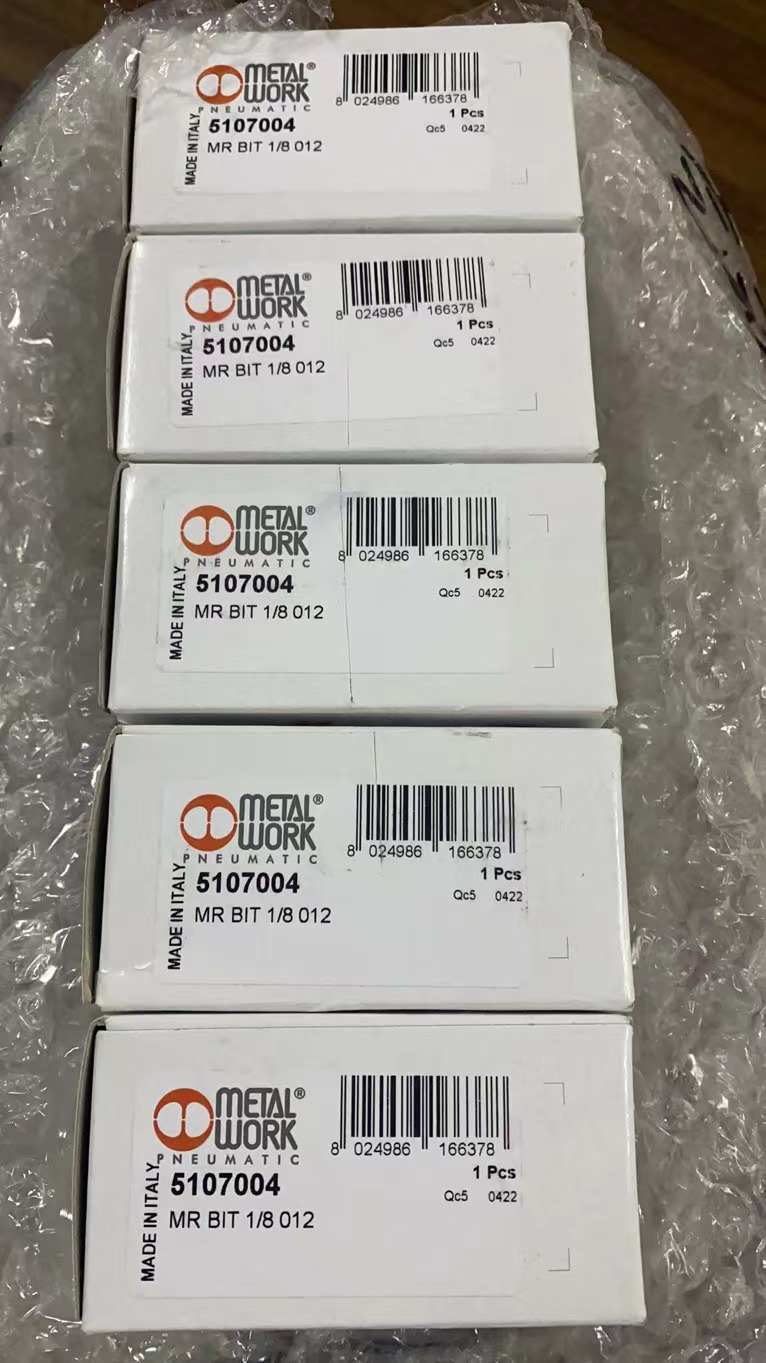 METAL®
WORK
PNEUMATIC
MADE IN ITALY
5107004
MR BIT 1/8 012
8 024986 166378
1 Pcs
Qc5 0422
METAL®
WORK
PNEUMATIC
MADE IN ITALY
5107004
MR BIT 1/8 012
8 024986 166378
1 Pcs
Qc5 0422
METAL®
WORK
PNEUMATIC
MADE IN ITALY
5107004
MR BIT 1/8 012
8 024986 166378
1 Pcs
Qc5 0422
METAL®
WORK
PNEUMATIC
MADE IN ITALY
5107004
MR BIT 1/8 012
8 024986 166378
1 Pcs
Qc5 0422
METAL®
WORK
PNEUMATIC
MADE IN ITALY
5107004
MR BIT 1/8 012
8 024986 166378
1 Pcs
Qc5 0422